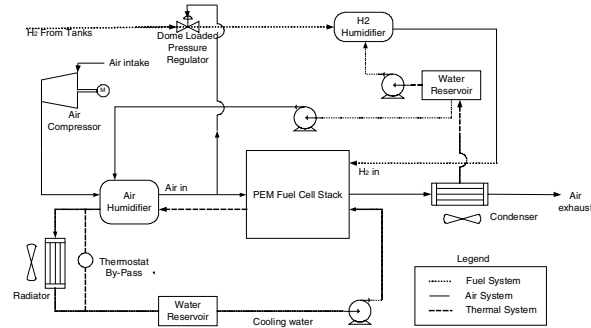 H2
Humidifier
H2 From Tanks
Dome Loaded
Pressure
Regulator
Air intake
M
Water
Reservoir
Air
Compressor
H2 in
Air in
Air
Humidifier
PEM Fuel Cell Stack
Air
exhaust
Condenser
Thermostat
By-Pass
Radiator
Water
Reservoir
Cooling water
Legend
Fuel System
Air System
Thermal System